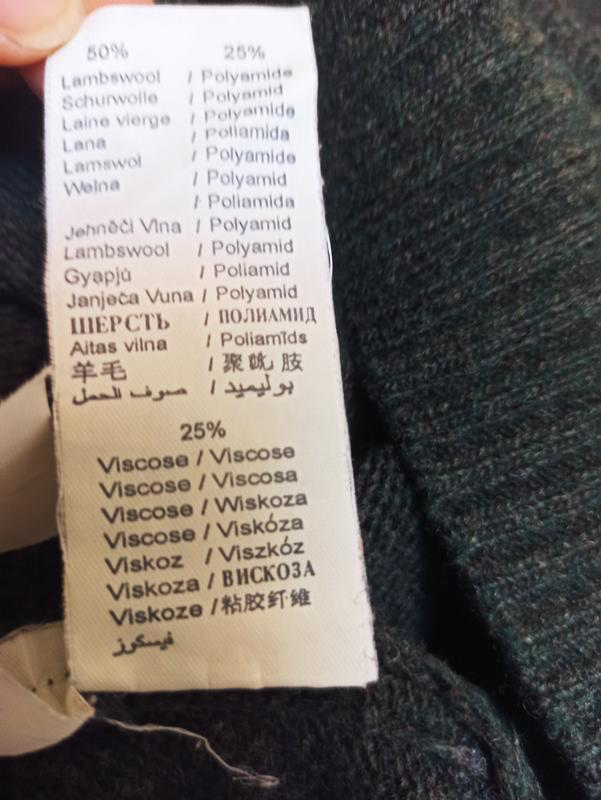 50% 25%
Lambswool / Polyamide
Schurwolle / Polyamid
Laine vierge / Polyamide
Lana / Poliamida
Lamswol / Polyamide
Welna / Polyamid
/ Poliamida
Jehněčí Vlna / Polyamid
Lambswool / Polyamid
Gyapjú / Poliamid
Janjeća Vuna / Polyamid
ШЕРСТЬ / ПОЛИАМИД
Aitas vilna / Poliamīds
羊毛 / 聚胱胺
صوف الحمل / بوليميد
25%
Viscose / Viscose
Viscose / Viscosa
Viscose / Wiskoza
Viscose / Viskóza
Viskoz / Viszkóz
Viskoza / ВИСКОЗА
Viskoze / 粘胶纤维
فيسكوز